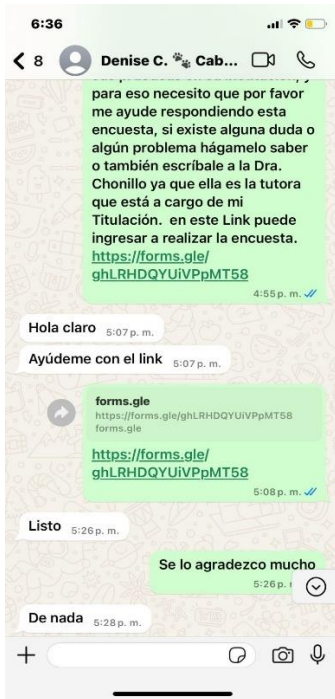 6:36
8 Denise C. 🐾 Cab...
para eso necesito que por favor
me ayude respondiendo esta
encuesta, si existe alguna duda o
algún problema hágamelo saber
o también escríbale a la Dra.
Chonillo ya que ella es la tutora
que está a cargo de mi
Titulación. en este Link puede
ingresar a realizar la encuesta.
https://forms.gle/
ghLRHDQYUiVPpMT58
4:55 p. m.
Hola claro 5:07 p. m.
Ayúdeme con el link 5:07 p. m.
forms.gle
https://forms.gle/ghLRHDQYUiVPpMT58
forms.gle
https://forms.gle/
ghLRHDQYUiVPpMT58
5:08 p. m.
Listo 5:26 p. m.
Se lo agradezco mucho
5:26 p.
De nada 5:28 p. m.